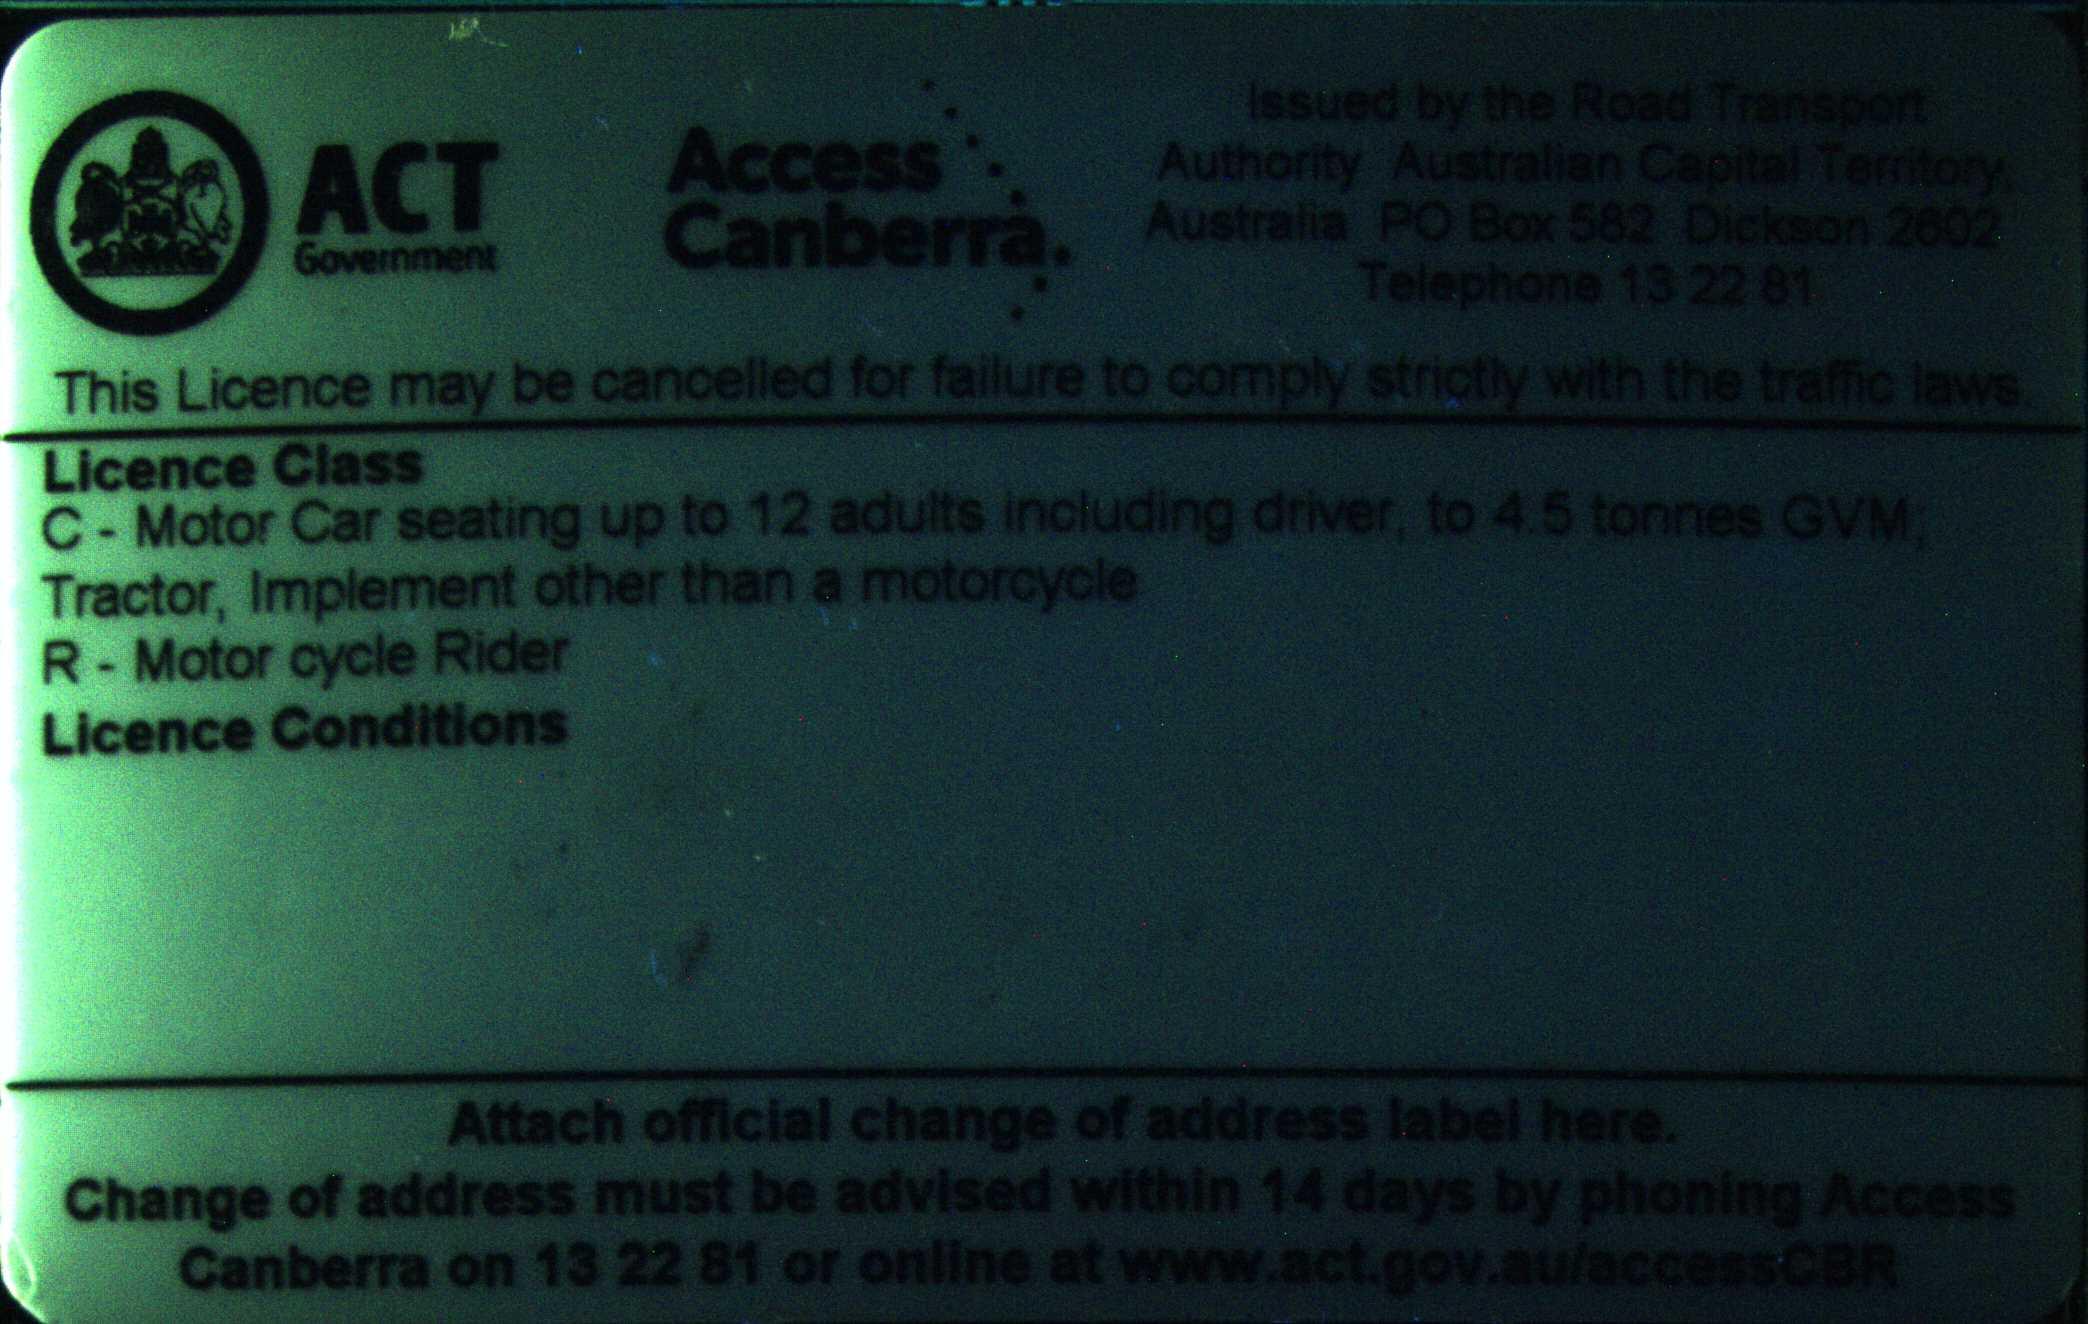 ACT
Government
Access
Canberra.
Issued by the Road Transport
Authority Australian Capital Territory,
Australia PO Box 582 Dickson 2602
Telephone 13 22 81
This Licence may be cancelled for failure to comply strictly with the traffic laws.
Licence Class
C - Motor Car seating up to 12 adults including driver, to 4.5 tonnes GVM;
Tractor, Implement other than a motorcycle
R - Motor cycle Rider
Licence Conditions
Attach official change of address label here.
Change of address must be advised within 14 days by phoning Access
Canberra on 13 22 81 or online at www.act.gov.au/accessCBR